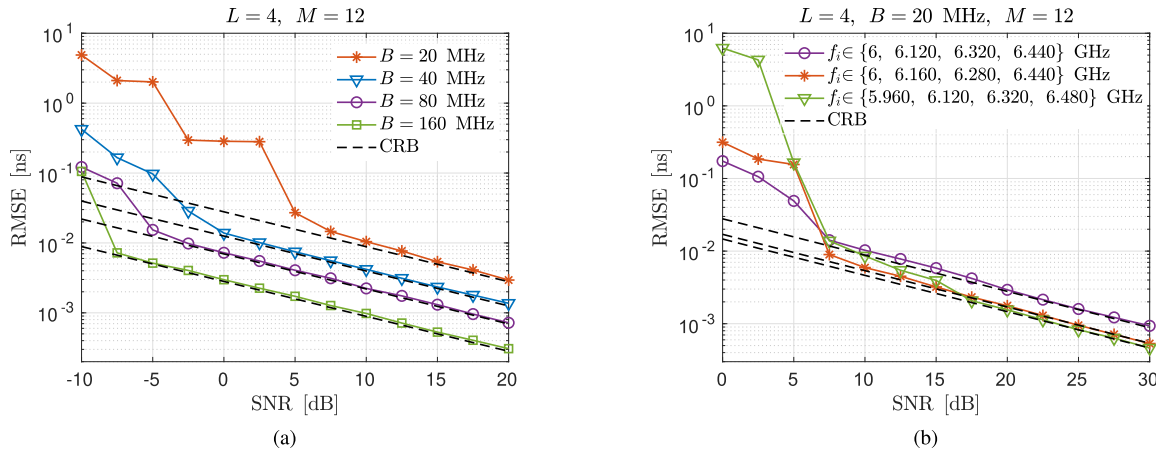 L = 4, M = 12
RMSE [ns]
10^1
10^0
10^-1
10^-2
10^-3
B = 20 MHz
B = 40 MHz
B = 80 MHz
B = 160 MHz
CRB
-10 -5 0 5 10 15 20
SNR [dB]
(a)
L = 4, B = 20 MHz, M = 12
RMSE [ns]
10^1
10^0
10^-1
10^-2
10^-3
f_i ∈ {6, 6.120, 6.320, 6.440} GHz
f_i ∈ {6, 6.160, 6.280, 6.440} GHz
f_i ∈ {5.960, 6.120, 6.320, 6.480} GHz
CRB
0 5 10 15 20 25 30
SNR [dB]
(b)